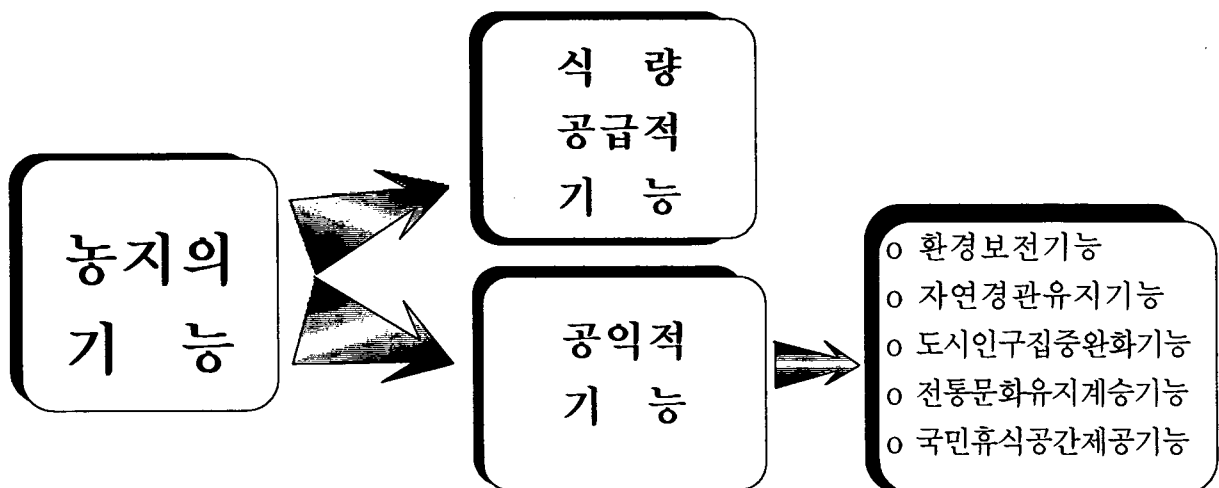 농지의
기 능
식 량
공급적
기 능
공익적
기 능
o 환경보전기능
o 자연경관유지기능
o 도시인구집중완화기능
o 전통문화유지계승기능
o 국민휴식공간제공기능